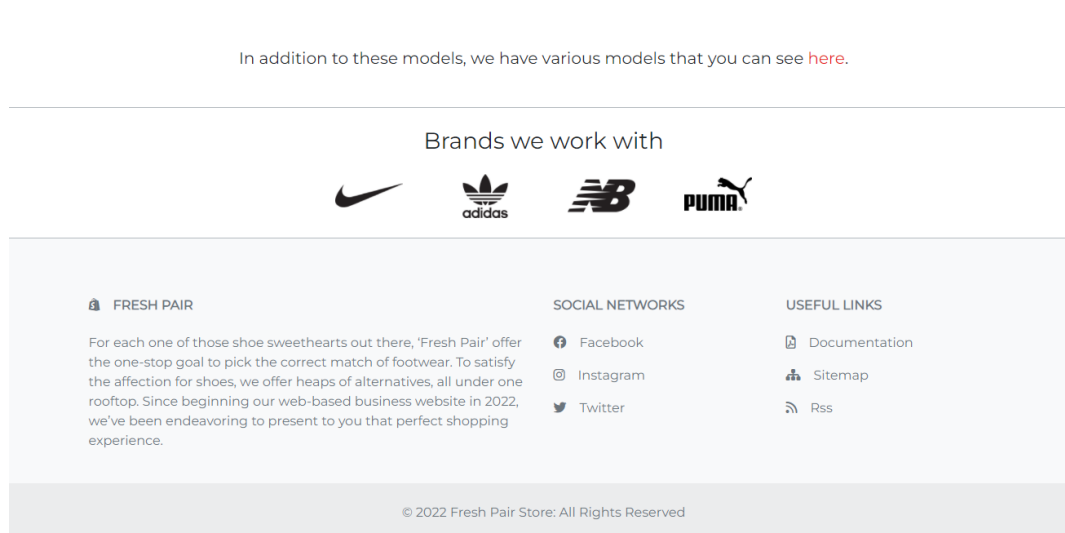 In addition to these models, we have various models that you can see here.
Brands we work with
adidas
NB
PUMA®
FRESH PAIR
For each one of those shoe sweethearts out there, ‘Fresh Pair’ offer
the one-stop goal to pick the correct match of footwear. To satisfy
the affection for shoes, we offer heaps of alternatives, all under one
rooftop. Since beginning our web-based business website in 2022,
we’ve been endeavoring to present to you that perfect shopping
experience.
SOCIAL NETWORKS
Facebook
Instagram
Twitter
USEFUL LINKS
Documentation
Sitemap
Rss
© 2022 Fresh Pair Store: All Rights Reserved